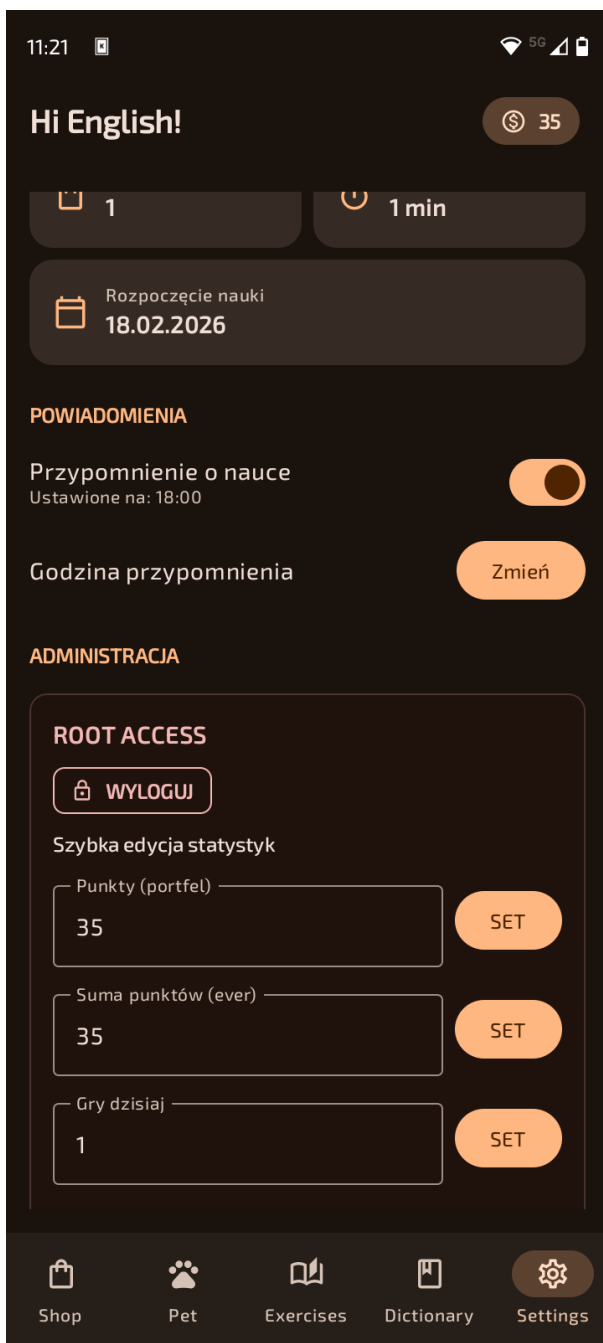 11:21
5G
Hi English!
35
1
1 min
Rozpoczęcie nauki
18.02.2026
POWIADOMIENIA
Przypomnienie o nauce
Ustawione na: 18:00
Godzina przypomnienia
Zmień
ADMINISTRACJA
ROOT ACCESS
WYLOGUJ
Szybka edycja statystyk
Punkty (portfel)
35
SET
Suma punktów (ever)
35
SET
Gry dzisiaj
1
SET
Shop
Pet
Exercises
Dictionary
Settings